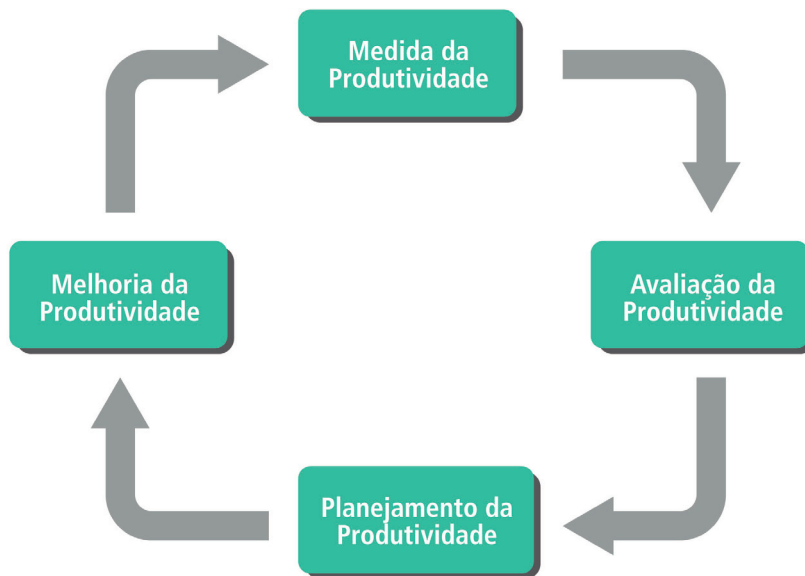 Medida da
Produtividade
Melhoria da
Produtividade
Avaliação da
Produtividade
Planejamento da
Produtividade